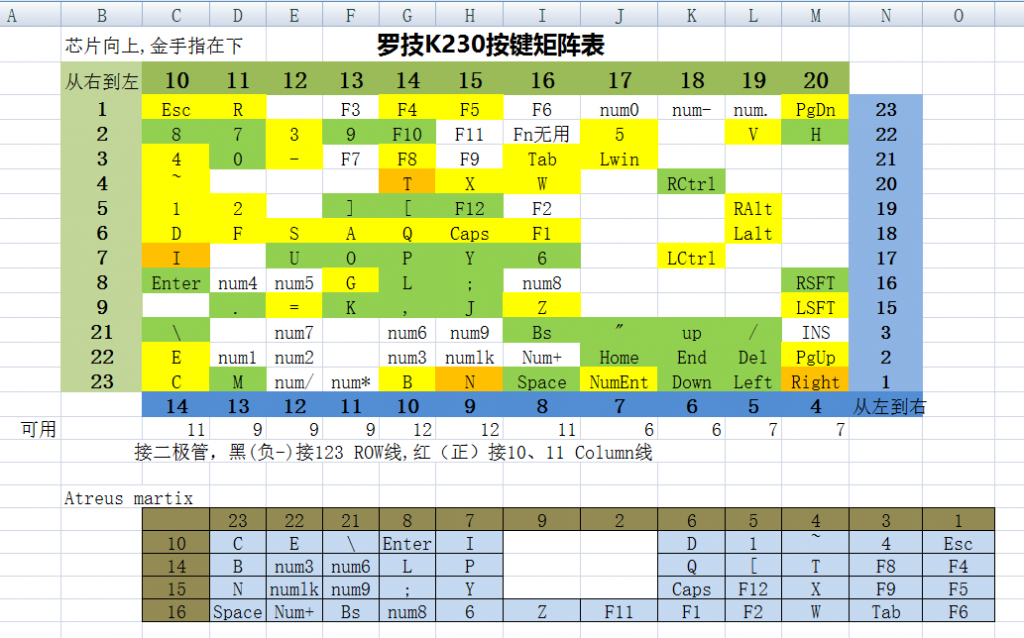 A B C D E F G H I J K L M N O
芯片向上,金手指在下 罗技K230按键矩阵表
从右到左 10 11 12 13 14 15 16 17 18 19 20
1 Esc R F3 F4 F5 F6 num0 num- num. PgDn 23
2 8 7 3 9 F10 F11 Fn无用 5 V H 22
3 4 0 - F7 F8 F9 Tab Lwin 21
4 ~ T X W RCtrl 20
5 1 2 ] [ F12 F2 RAlt 19
6 D F S A Q Caps F1 Lalt 18
7 I U O P Y 6 LCtrl 17
8 Enter num4 num5 G L ; num8 RSFT 16
9 . = K , J Z LSFT 15
21 \ num7 num6 num9 Bs ″ up / INS 3
22 E num1 num2 num3 numlk Num+ Home End Del PgUp 2
23 C M num/ num* B N Space NumEnt Down Left Right 1
14 13 12 11 10 9 8 7 6 5 4 从左到右
可用 11 9 9 9 12 12 11 6 6 7 7
接二极管，黑(负-)接123 ROW线,红（正）接10、11 Column线
Atreus martix
23 22 21 8 7 9 2 6 5 4 3 1
10 C E \ Enter I D 1 ~ 4 Esc
14 B num3 num6 L P Q [ T F8 F4
15 N numlk num9 ; Y Caps F12 X F9 F5
16 Space Num+ Bs num8 6 Z F11 F1 F2 W Tab F6